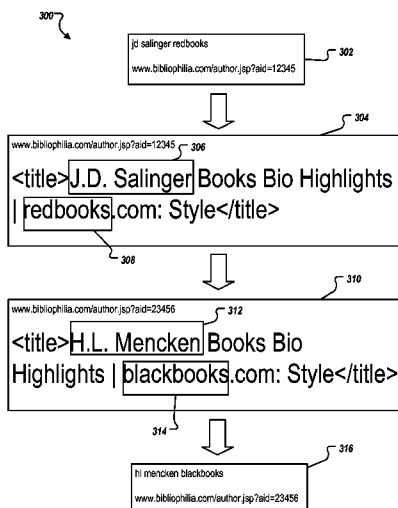 300
jd salinger redbooks
www.bibliophilia.com/author.jsp?aid=12345
302
304
www.bibliophilia.com/author.jsp?aid=12345
306
<title>J.D. Salinger Books Bio Highlights
| redbooks.com: Style</title>
308
310
www.bibliophilia.com/author.jsp?aid=23456
312
<title>H.L. Mencken Books Bio
Highlights | blackbooks.com: Style</title>
314
316
hl mencken blackbooks
www.bibliophilia.com/author.jsp?aid=23456